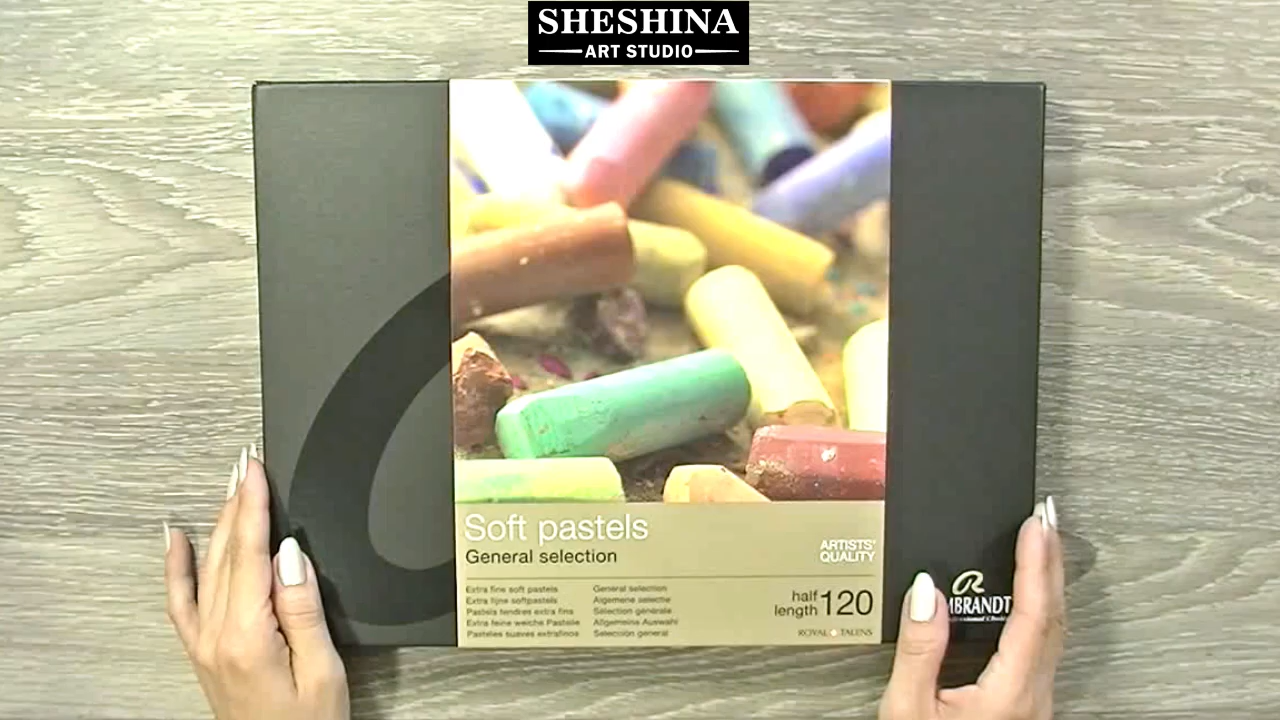 SHESHINA
ART STUDIO
Soft pastels
General selection
ARTISTS'
QUALITY
Extra fine soft pastels
Extra fijne softpastels
Pastels tendres extra fins
Extra feine weiche Pastelle
Pasteles suaves extrafinos
General selection
Algemene selectie
Sélection générale
Allgemeine Auswahl
Selección general
half
length 120
ROYAL TALENS
R
MBRANDT